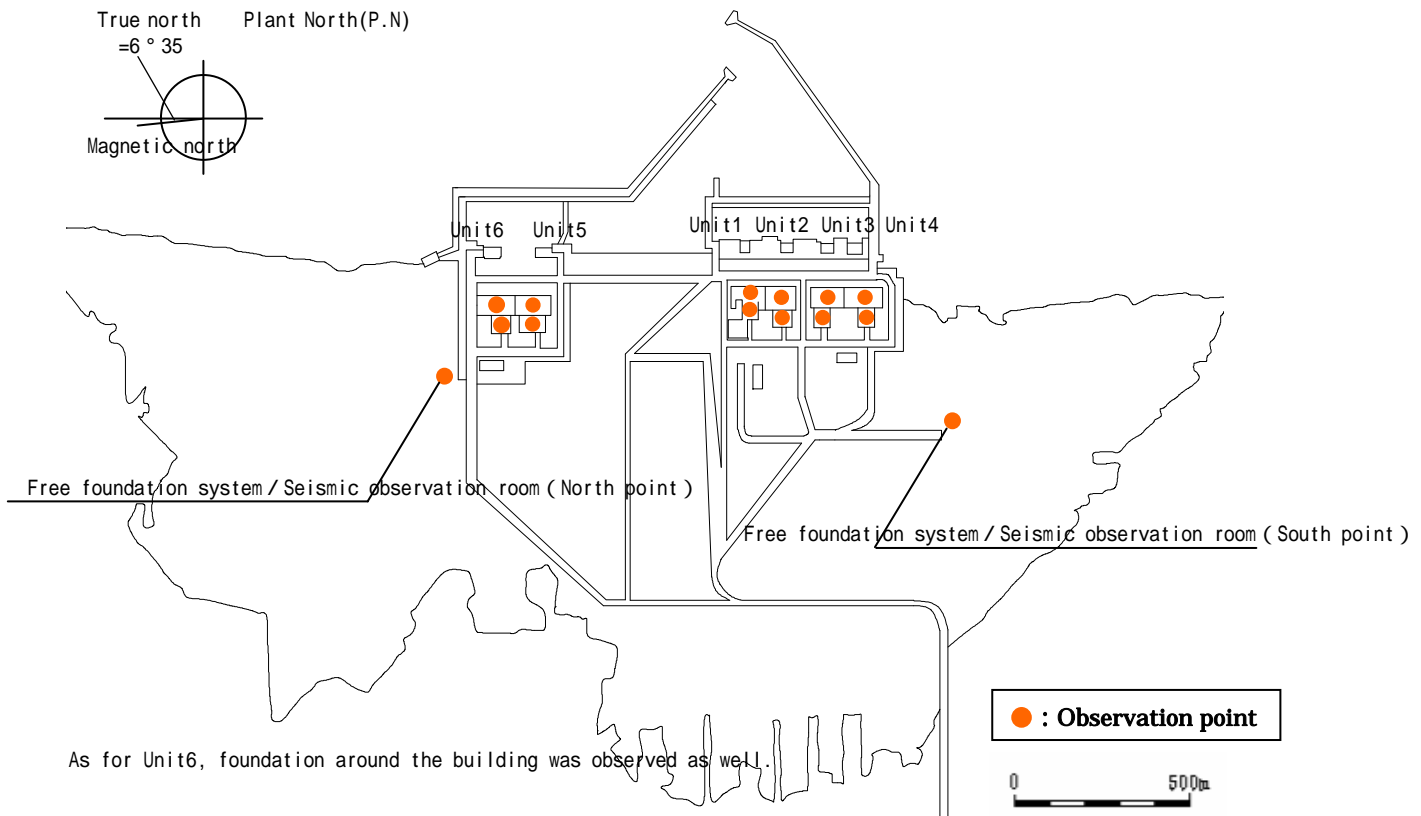 True north Plant North(P.N)
=6°35
Magnetic north
Unit6 Unit5 Unit1 Unit2 Unit3 Unit4
Free foundation system/Seismic observation room(North point)
Free foundation system/Seismic observation room(South point)
: Observation point
As for Unit6, foundation around the building was observed as well.
0 500m